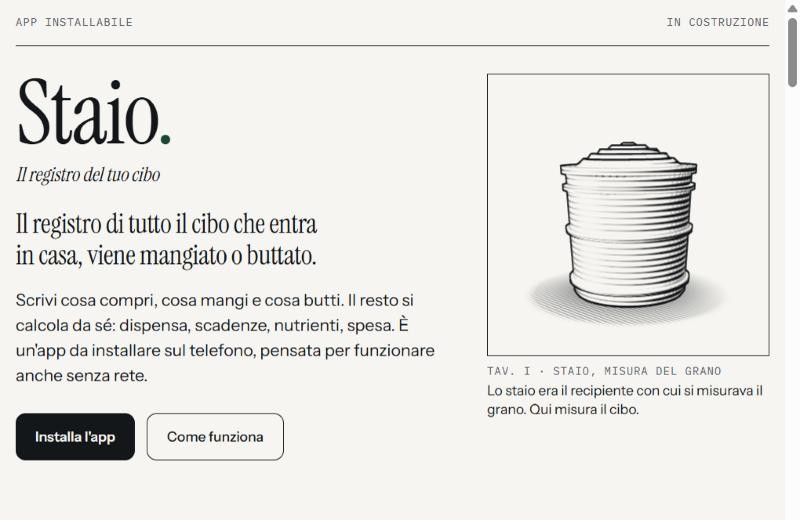 APP INSTALLABILE
IN COSTRUZIONE
Staio.
Il registro del tuo cibo
Il registro di tutto il cibo che entra
in casa, viene mangiato o buttato.
Scrivi cosa compri, cosa mangi e cosa butti. Il resto si
calcola da sé: dispensa, scadenze, nutrienti, spesa. È
un'app da installare sul telefono, pensata per funzionare
anche senza rete.
Installa l'app
Come funziona
TAV. I · STAIO, MISURA DEL GRANO
Lo staio era il recipiente con cui si misurava il
grano. Qui misura il cibo.